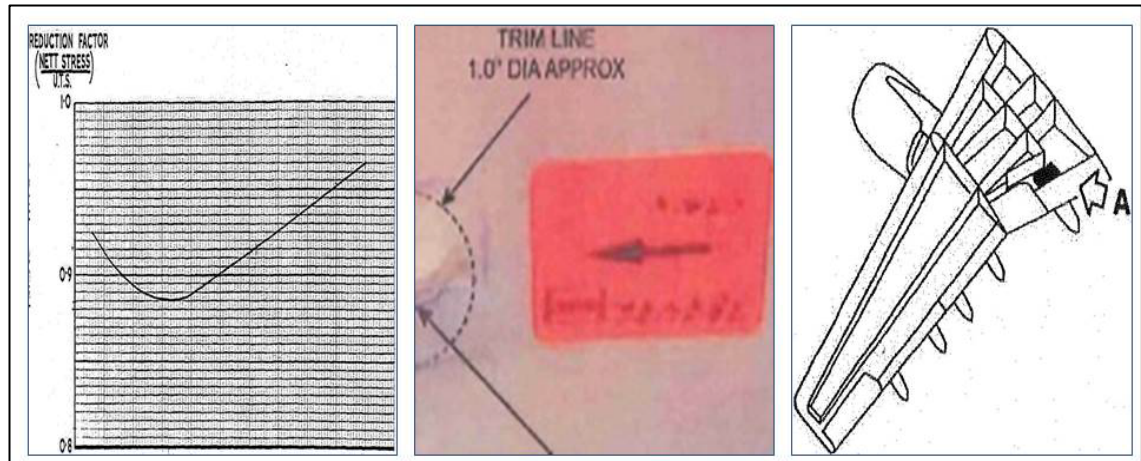 REDUCTION FACTOR
(NETT STRESS)
U.T.S.
1·0
0·9
0·8
TRIM LINE
1.0" DIA APPROX
A